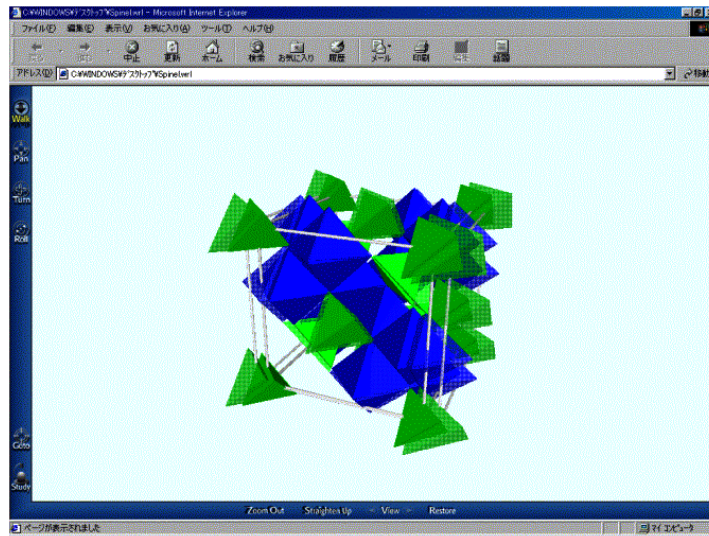 C:¥WINDOWS¥ﾃﾞｽｸﾄｯﾌﾟ¥Spinel.wrl - Microsoft Internet Explorer
ファイル(F) 編集(E) 表示(V) お気に入り(A) ツール(T) ヘルプ(H)
中止 更新 ホーム 検索 お気に入り 履歴 メール 印刷 編集 話題
アドレス(D) C:¥WINDOWS¥ﾃﾞｽｸﾄｯﾌﾟ¥Spinel.wrl 移動
Walk
Pan
Turn
Roll
Goto
Study
Zoom Out Straighten Up < View > Restore
ページが表示されました マイ コンピュータ